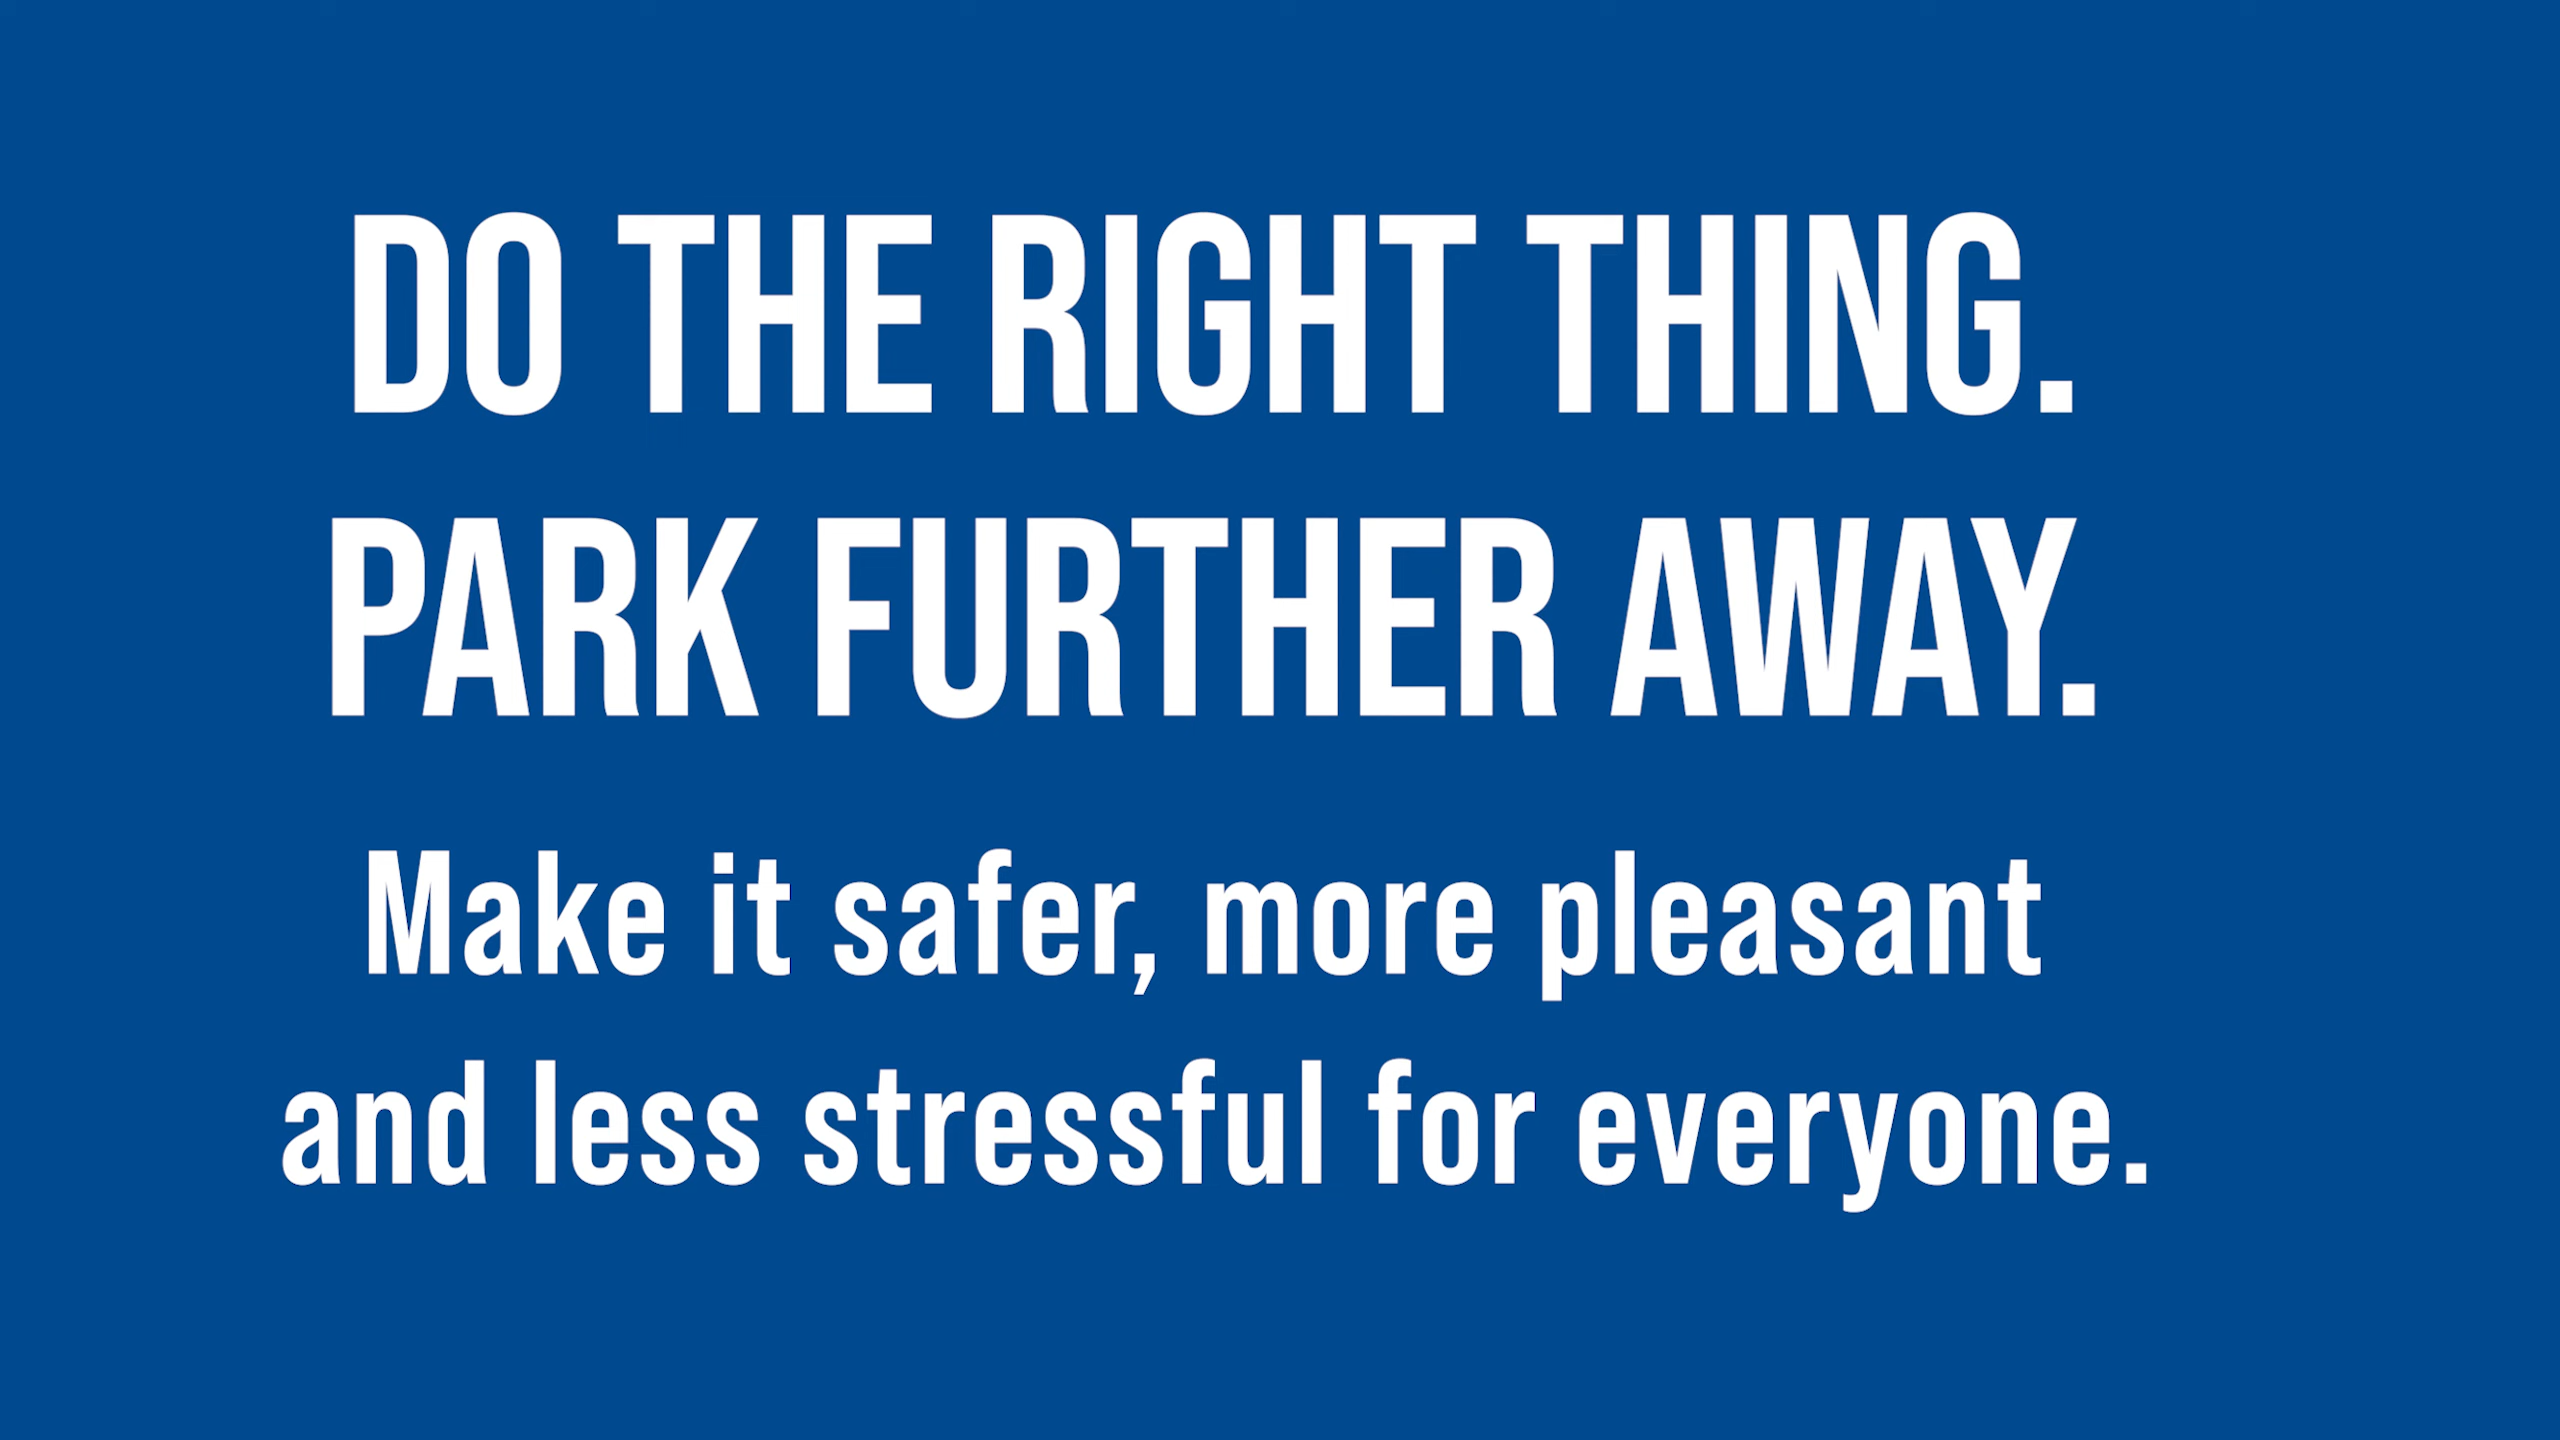 DO THE RIGHT THING.
PARK FURTHER AWAY.
Make it safer, more pleasant
and less stressful for everyone.